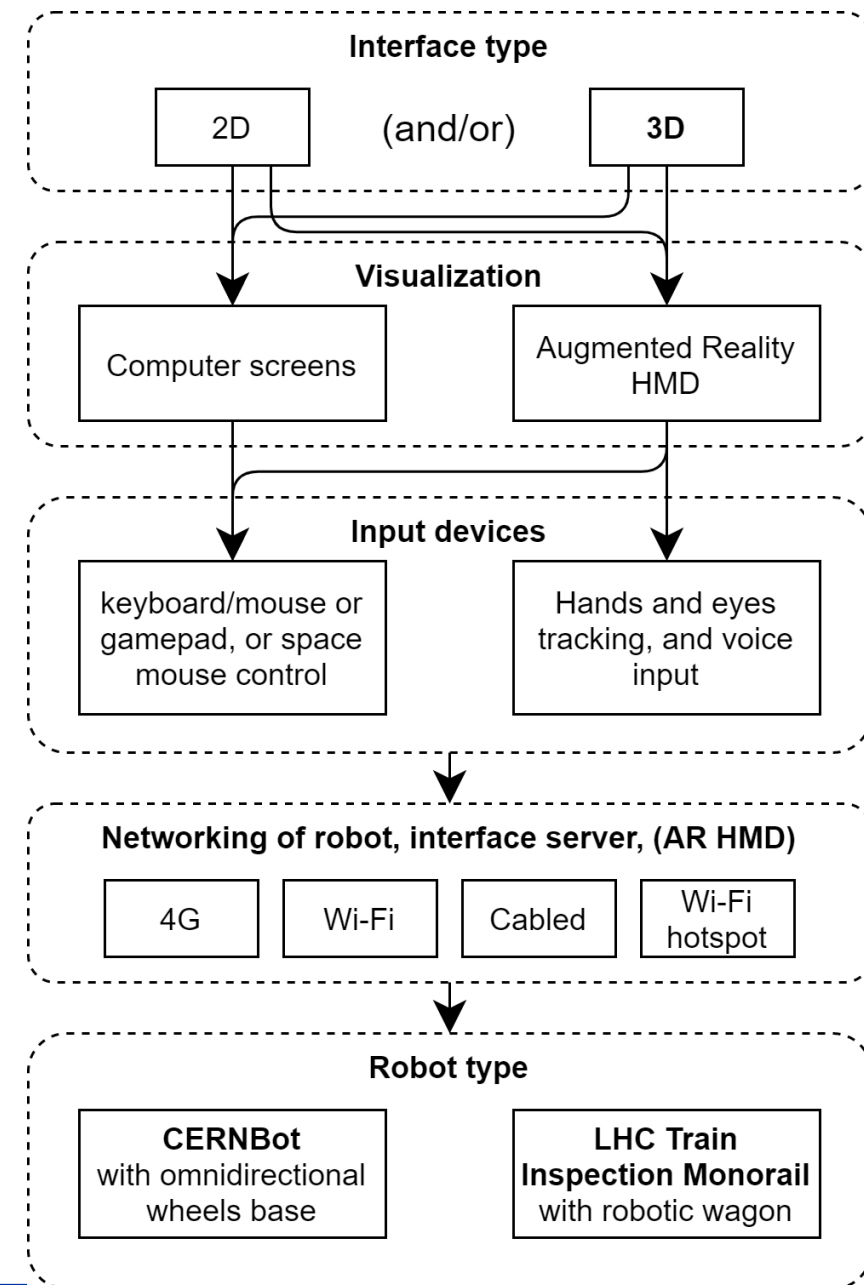 Interface type
2D (and/or) 3D
Visualization
Computer screens
Augmented Reality
HMD
Input devices
keyboard/mouse or
gamepad, or space
mouse control
Hands and eyes
tracking, and voice
input
Networking of robot, interface server, (AR HMD)
4G
Wi-Fi
Cabled
Wi-Fi
hotspot
Robot type
CERNBot
with omnidirectional
wheels base
LHC Train
Inspection Monorail
with robotic wagon